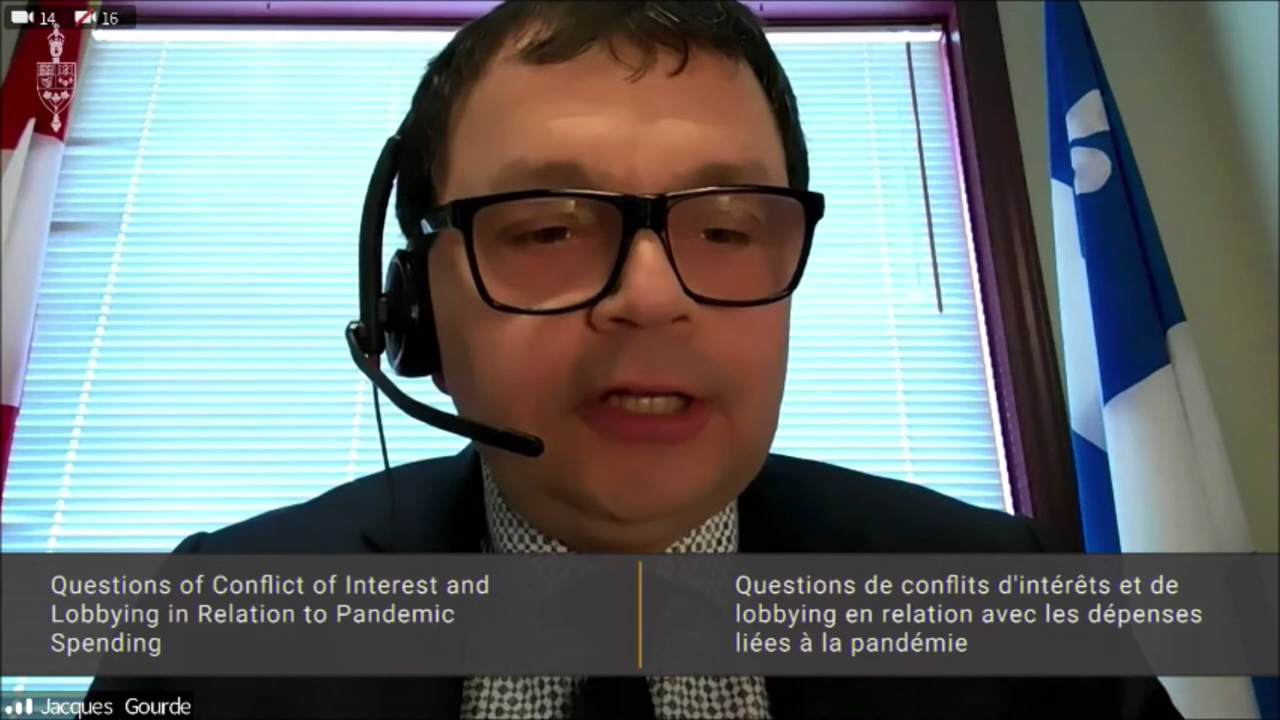 14 16
Questions of Conflict of Interest and
Lobbying in Relation to Pandemic
Spending
Questions de conflits d'intérêts et de
lobbying en relation avec les dépenses
liées à la pandémie
Jacques Gourde